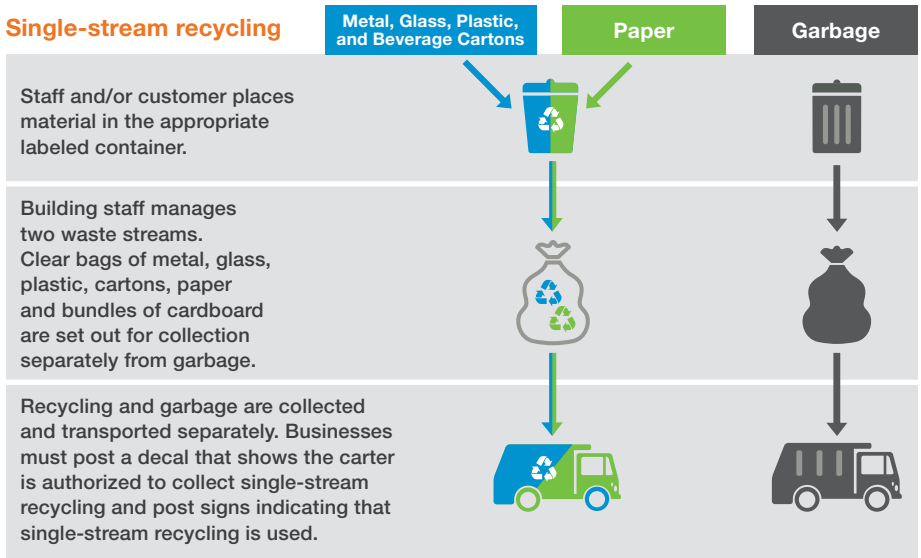 Single-stream recycling
Metal, Glass, Plastic,
and Beverage Cartons
Paper
Garbage
Staff and/or customer places
material in the appropriate
labeled container.
Building staff manages
two waste streams.
Clear bags of metal, glass,
plastic, cartons, paper
and bundles of cardboard
are set out for collection
separately from garbage.
Recycling and garbage are collected
and transported separately. Businesses
must post a decal that shows the carter
is authorized to collect single-stream
recycling and post signs indicating that
single-stream recycling is used.